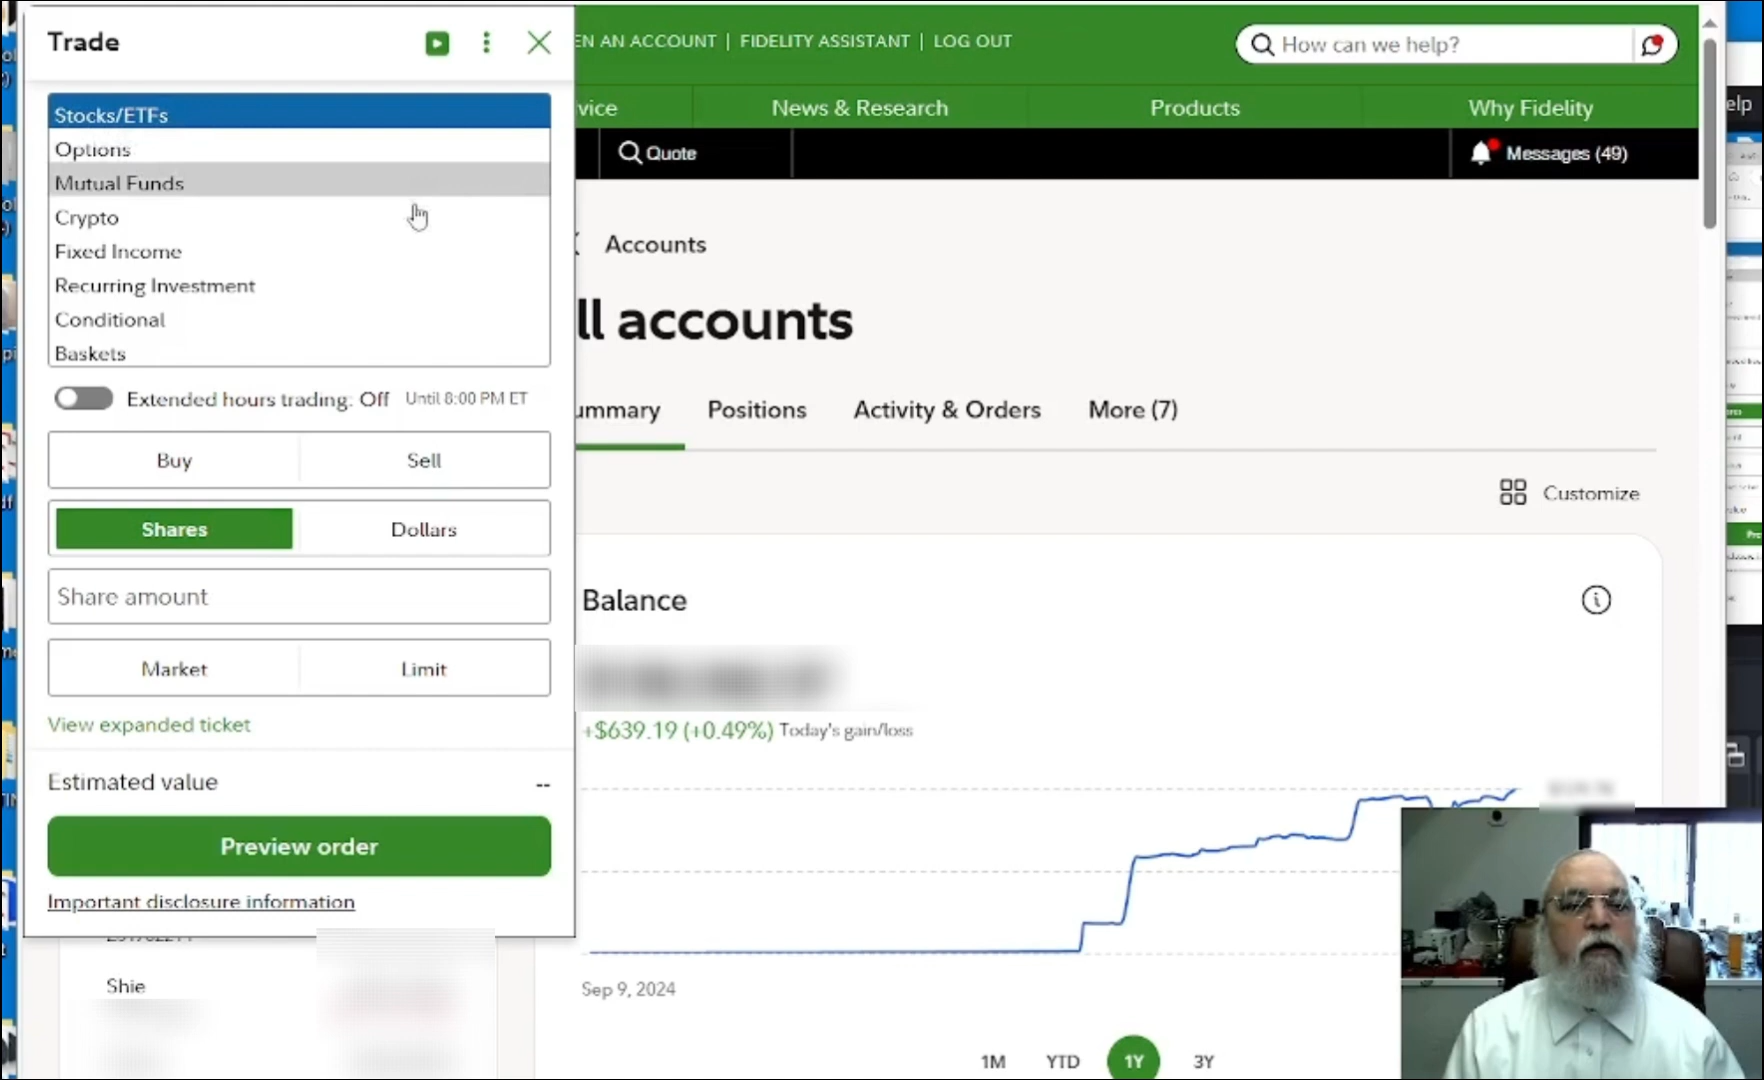 Trade
EN AN ACCOUNT | FIDELITY ASSISTANT | LOG OUT
How can we help?
vice
News & Research
Products
Why Fidelity
elp
Quote
Messages (49)
Stocks/ETFs
Options
Mutual Funds
Crypto
Fixed Income
Recurring Investment
Conditional
Baskets
Extended hours trading: Off Until 8:00 PM ET
Buy
Sell
Shares
Dollars
Share amount
Market
Limit
View expanded ticket
Estimated value
--
Preview order
Important disclosure information
Shie
Accounts
ll accounts
ummary
Positions
Activity & Orders
More (7)
Customize
Balance
+$639.19 (+0.49%) Today's gain/loss
Sep 9, 2024
1M
YTD
1Y
3Y